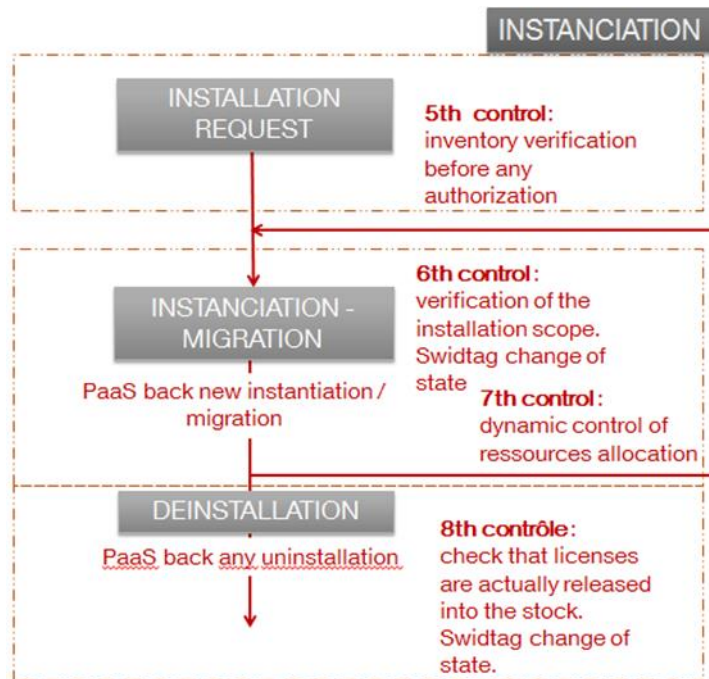 INSTANCIATION
INSTALLATION
REQUEST
5th control:
inventory verification
before any
authorization
INSTANCIATION -
MIGRATION
PaaS back new instantiation /
migration
6th control:
verification of the
installation scope.
Swidtag change of
state
7th control:
dynamic control of
ressources allocation
DEINSTALLATION
PaaS back any uninstallation
8th contrôle:
check that licenses
are actually released
into the stock.
Swidtag change of
state.